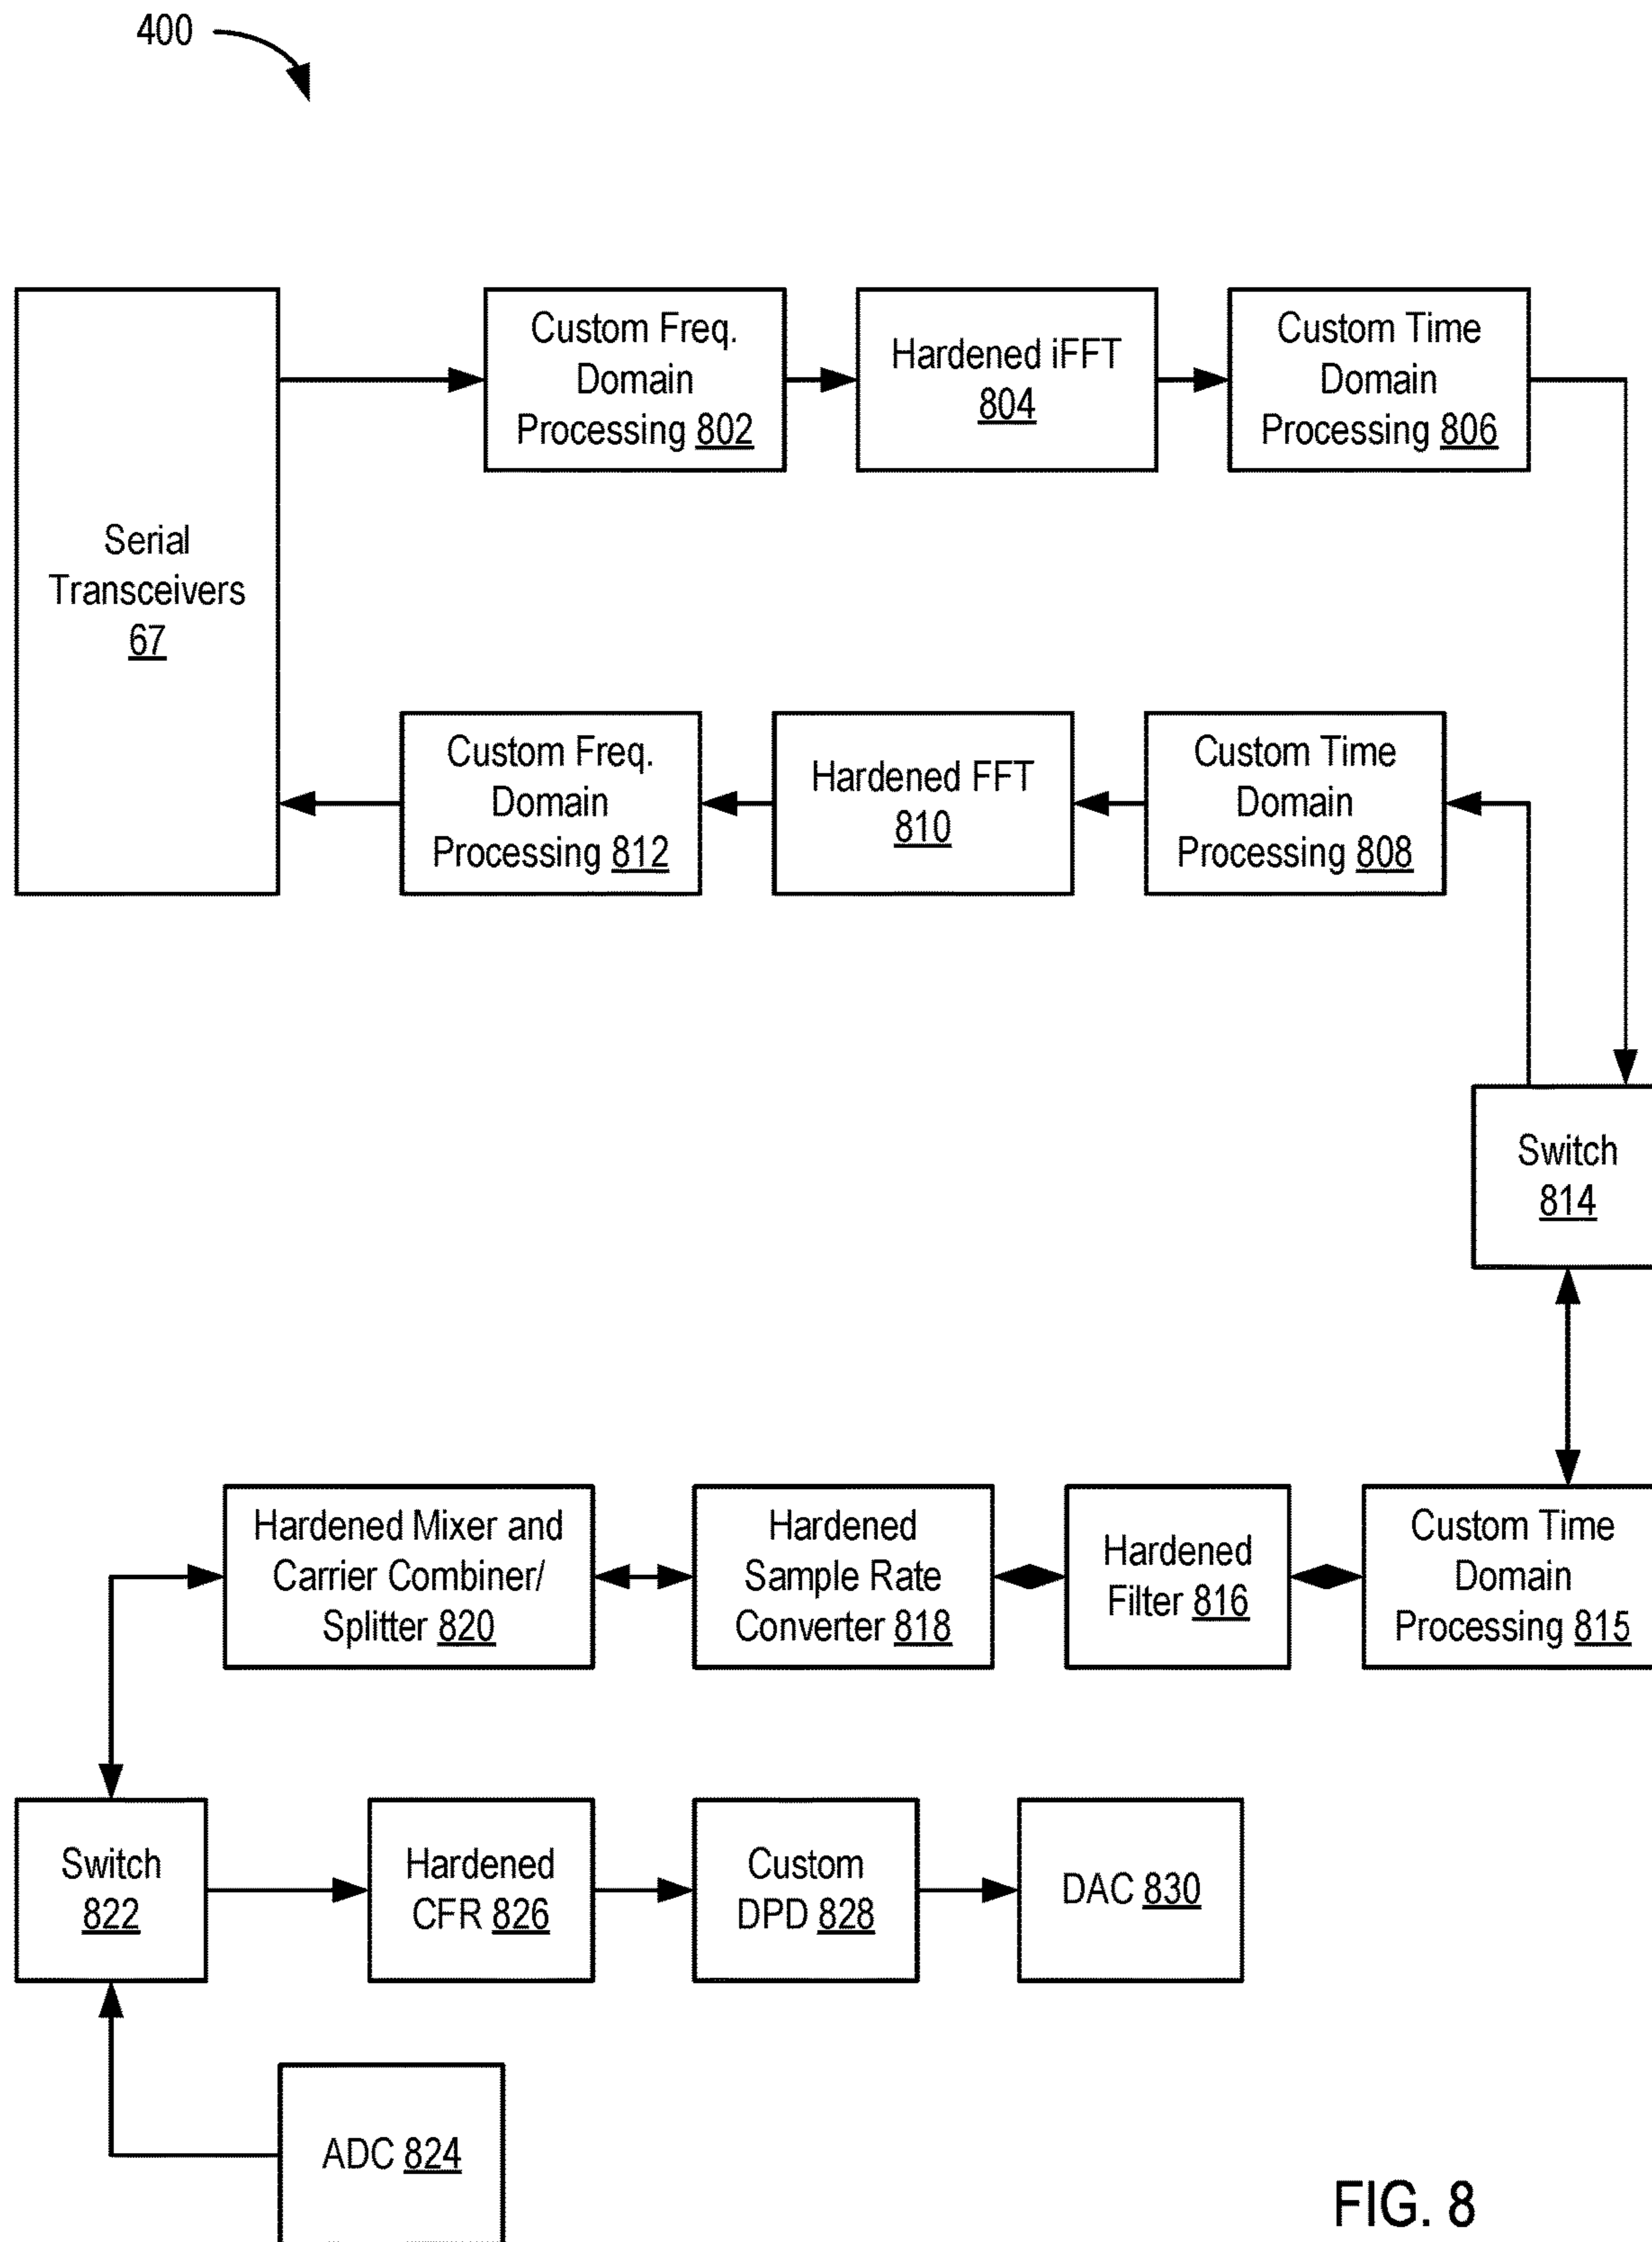 400
Custom Freq.
Domain
Processing 802
Hardened iFFT
804
Custom Time
Domain
Processing 806
Serial
Transceivers
67
Custom Freq.
Domain
Processing 812
Hardened FFT
810
Custom Time
Domain
Processing 808
Switch
814
Hardened Mixer and
Carrier Combiner/
Splitter 820
Hardened
Sample Rate
Converter 818
Hardened
Filter 816
Custom Time
Domain
Processing 815
Switch
822
Hardened
CFR 826
Custom
DPD 828
DAC 830
ADC 824
FIG. 8